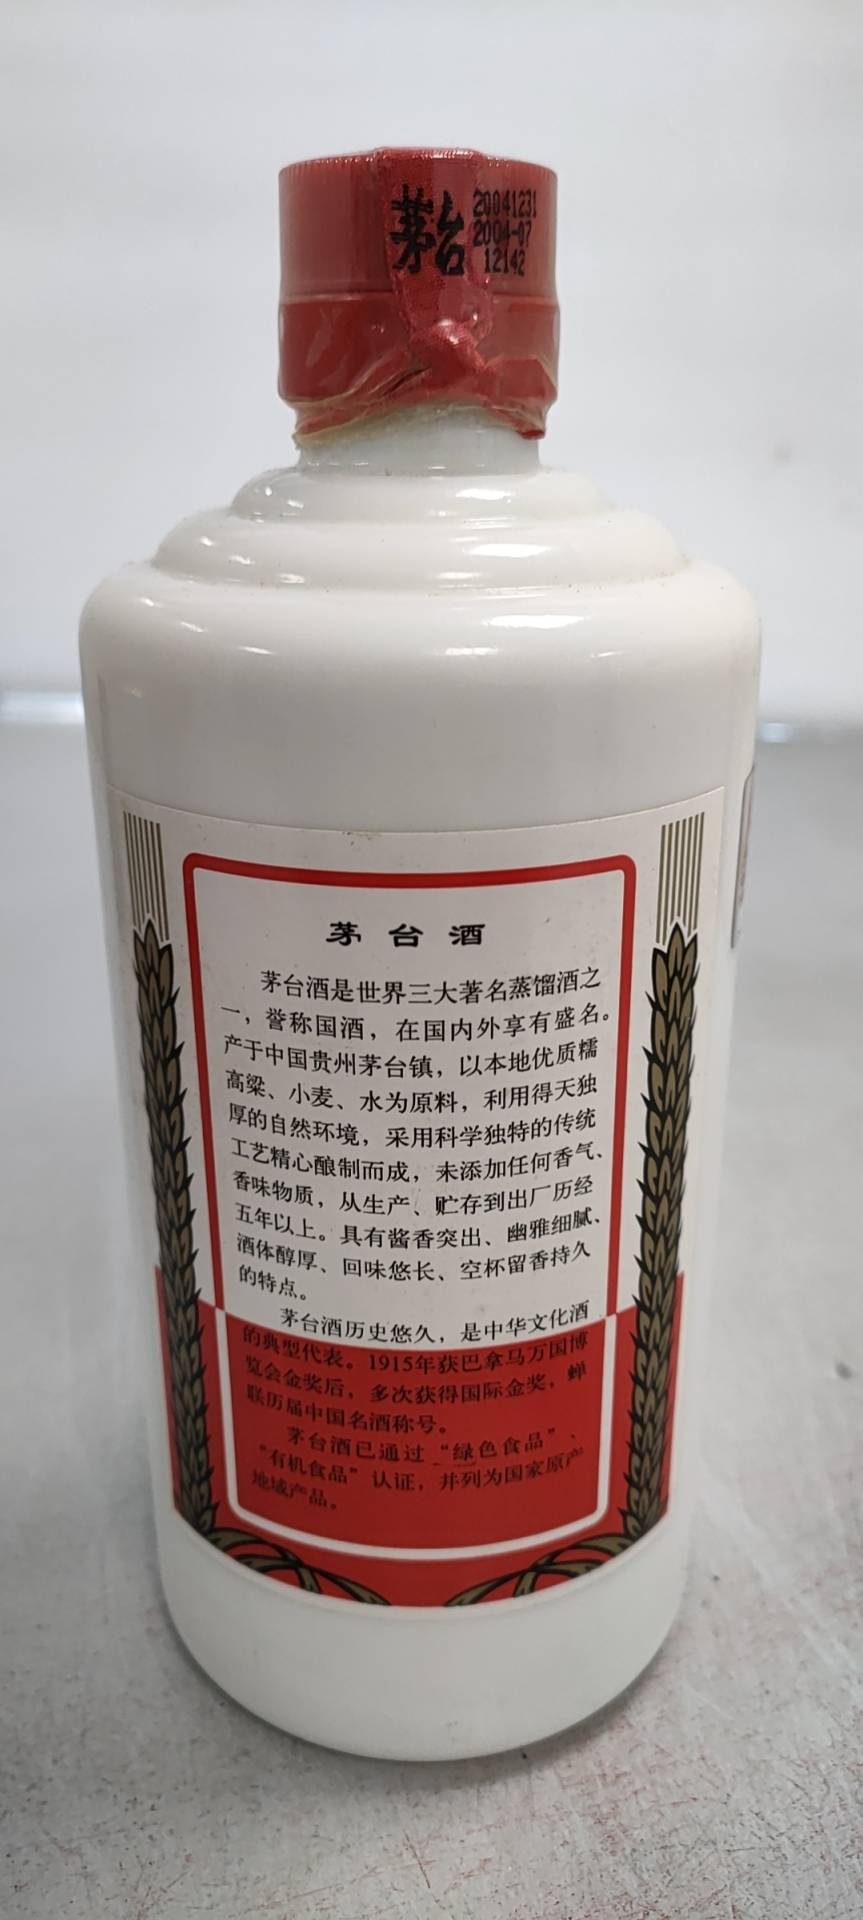 茅台
20041231
2004-07
12142
茅台酒
茅台酒是世界三大著名蒸馏酒之
一，誉称国酒，在国内外享有盛名。
产于中国贵州茅台镇，以本地优质糯
高粱、小麦、水为原料，利用得天独
厚的自然环境，采用科学独特的传统
工艺精心酿制而成，未添加任何香气、
香味物质，从生产、贮存到出厂历经
五年以上。具有酱香突出、幽雅细腻、
酒体醇厚、回味悠长、空杯留香持久
的特点。
茅台酒历史悠久，是中华文化酒
的典型代表。1915年获巴拿马万国博
览会金奖后，多次获得国际金奖，蝉
联历届中国名酒称号。
茅台酒已通过“绿色食品”、
“有机食品”认证，并列为国家原产
地域产品。